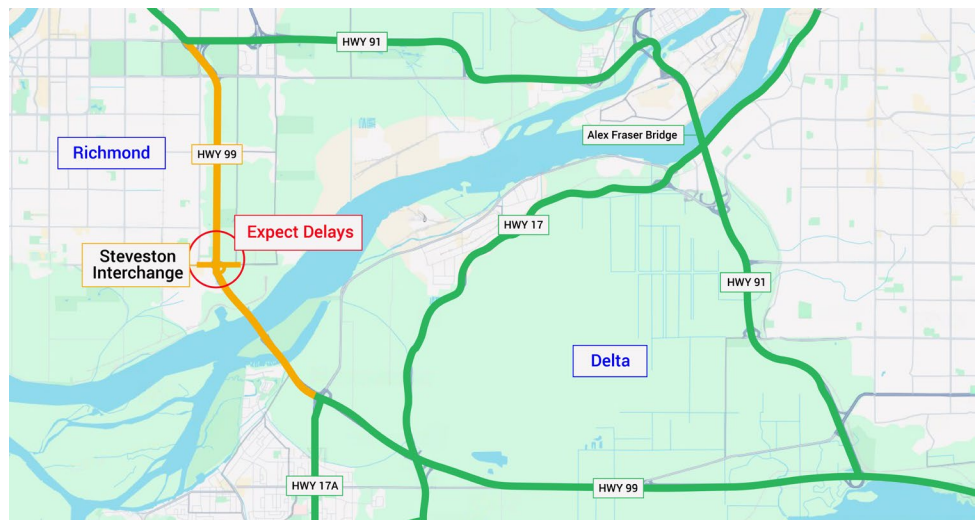 HWY 91
Alex Fraser Bridge
Richmond
HWY 99
HWY 17
Expect Delays
Steveston
Interchange
HWY 91
Delta
HWY 17A
HWY 99